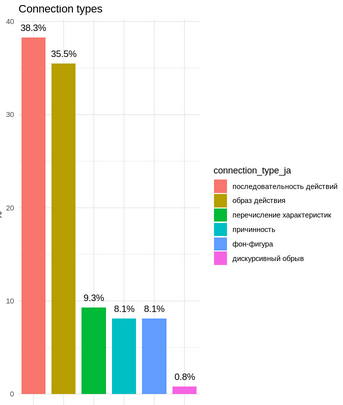 Connection types
40
38.3%
35.5%
30
20
10
9.3%
8.1%
8.1%
0.8%
0
connection_type_ja
последовательность действий
образ действия
перечисление характеристик
причинность
фон-фигура
дискурсивный обрыв